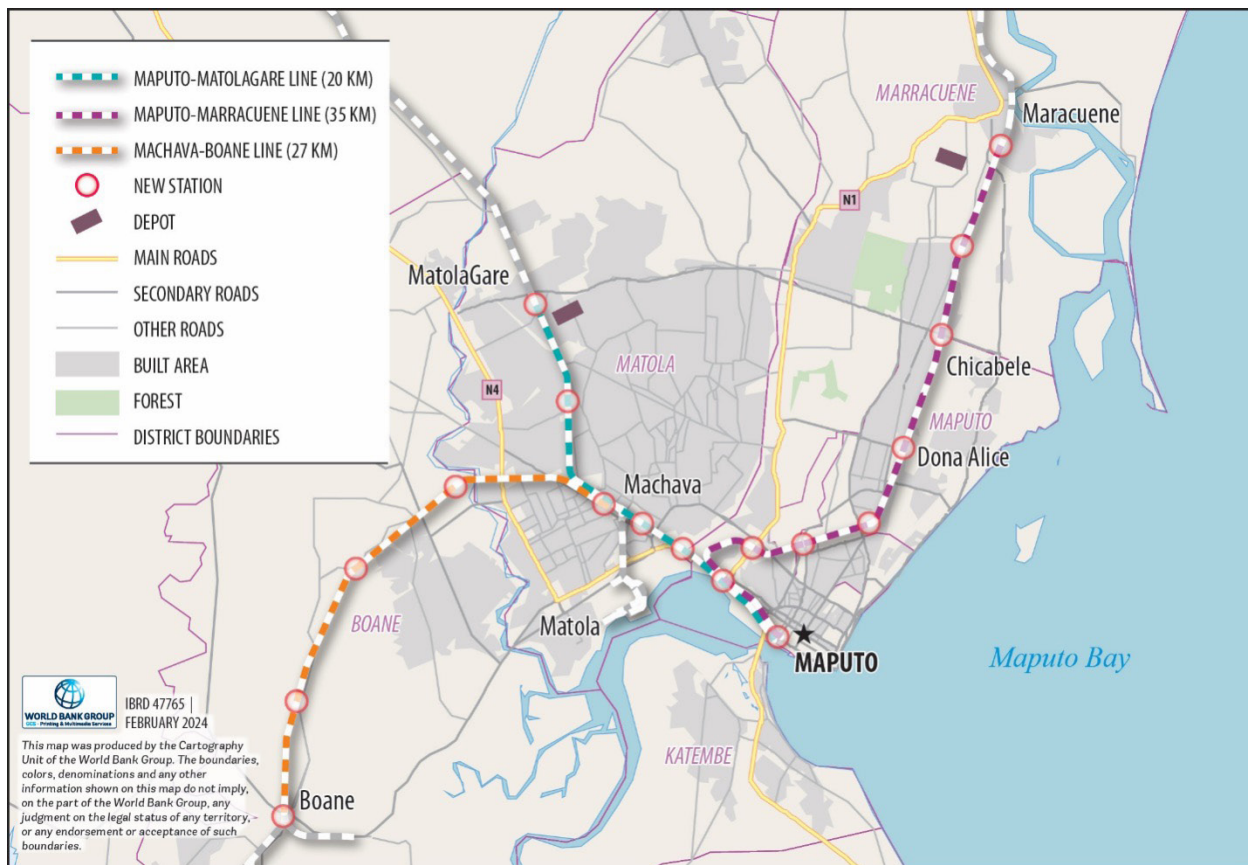 MAPUTO-MATOLAGARE LINE (20 KM)
MAPUTO-MARRACUENE LINE (35 KM)
MACHAVA-BOANE LINE (27 KM)
NEW STATION
DEPOT
MAIN ROADS
SECONDARY ROADS
OTHER ROADS
BUILT AREA
FOREST
DISTRICT BOUNDARIES
MARRACUENE
Maracuene
N1
MatolaGare
MATOLA
N4
Chicabele
MAPUTO
Dona Alice
Machava
BOANE
Matola
MAPUTO
Maputo Bay
KATEMBE
Boane
WORLD BANK GROUP
GCS – Printing & Multimedia Services
IBRD 47765 |
FEBRUARY 2024
This map was produced by the Cartography
Unit of the World Bank Group. The boundaries,
colors, denominations and any other
information shown on this map do not imply,
on the part of the World Bank Group, any
judgment on the legal status of any territory,
or any endorsement or acceptance of such
boundaries.